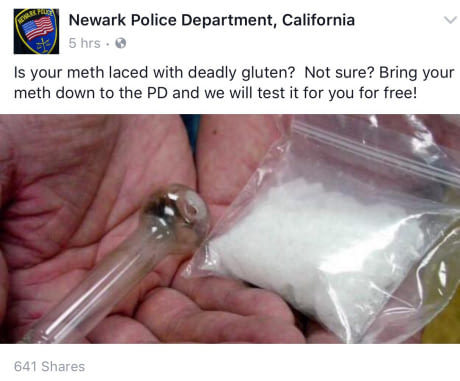 NEWARK POLICE
Newark Police Department, California
5 hrs ·
Is your meth laced with deadly gluten? Not sure? Bring your
meth down to the PD and we will test it for you for free!
641 Shares